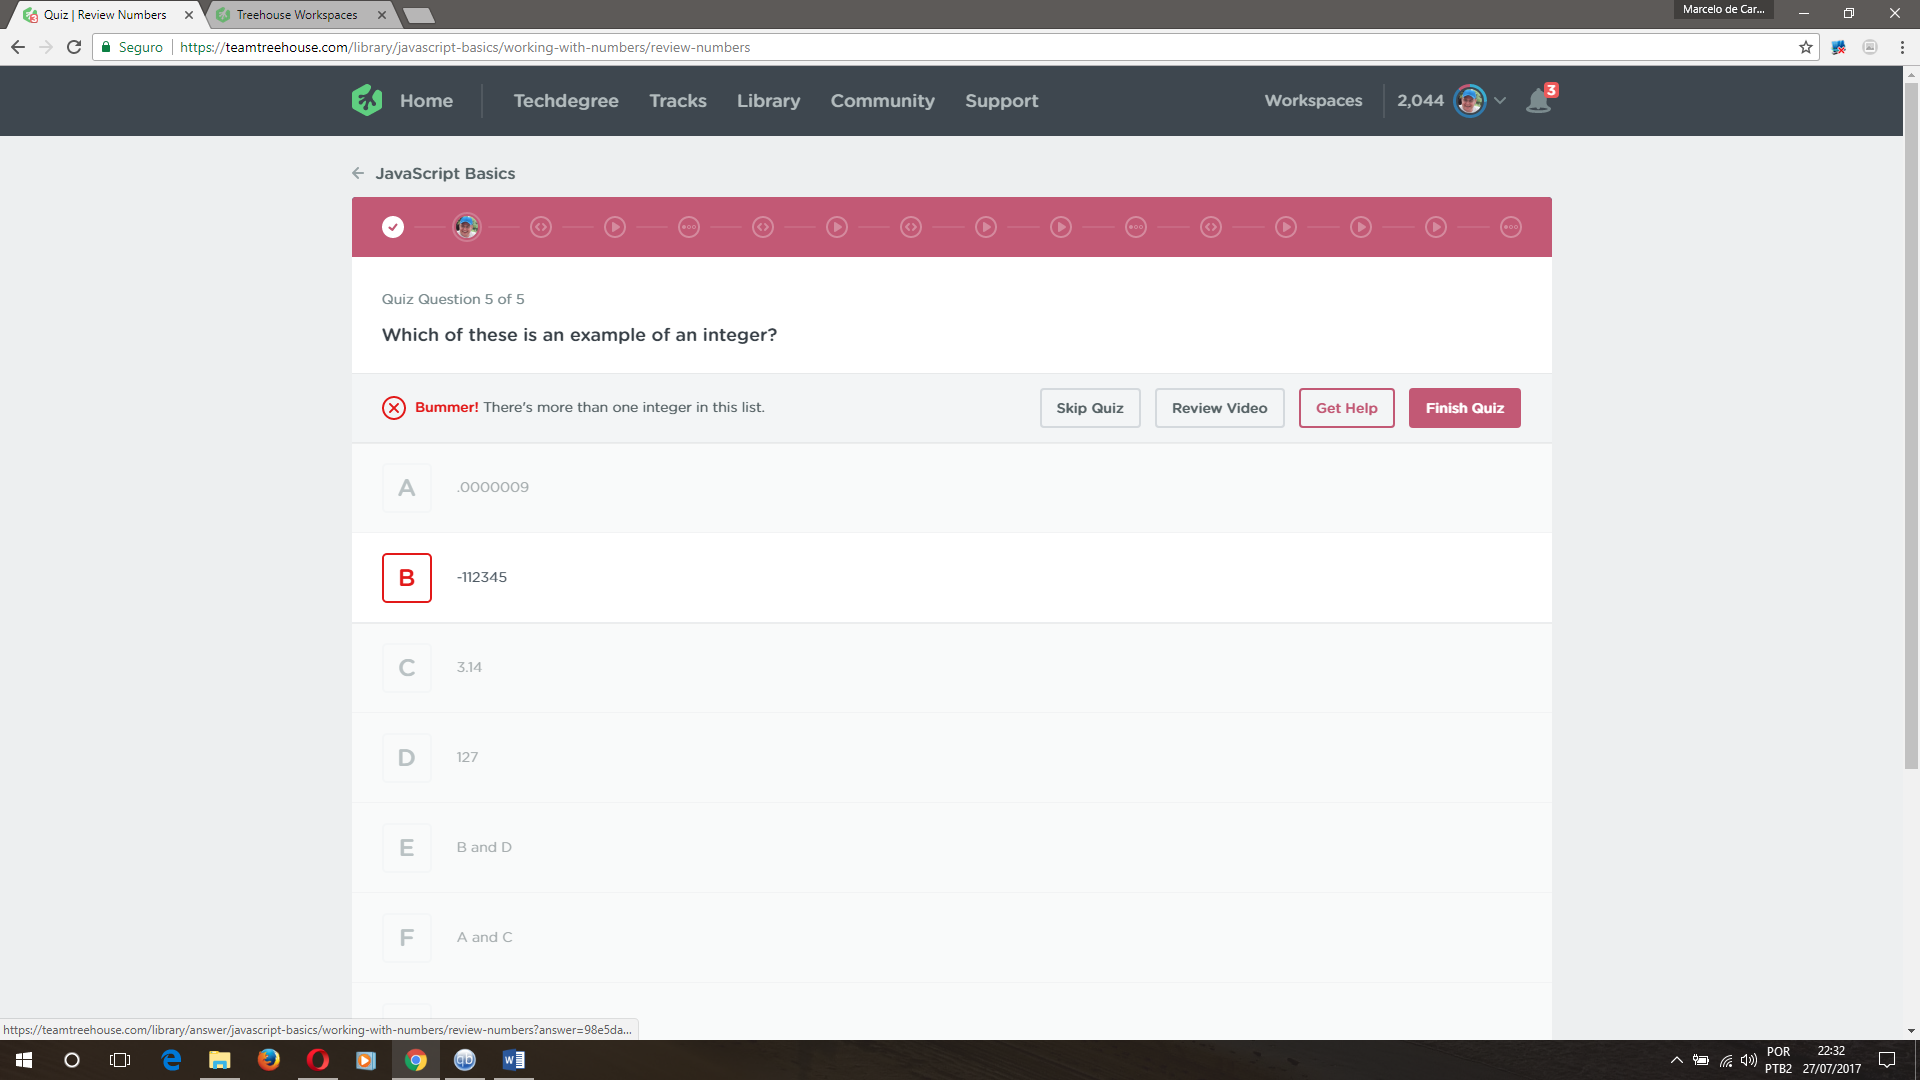 Quiz | Review Numbers
Treehouse Workspaces
Marcelo de Car...
Seguro
https://teamtreehouse.com/library/javascript-basics/working-with-numbers/review-numbers
Home
Techdegree
Tracks
Library
Community
Support
Workspaces
2,044
3
JavaScript Basics
Quiz Question 5 of 5
Which of these is an example of an integer?
Bummer! There's more than one integer in this list.
Skip Quiz
Review Video
Get Help
Finish Quiz
A .0000009
B -112345
C 3.14
D 127
E B and D
F A and C
https://teamtreehouse.com/library/answer/javascript-basics/working-with-numbers/review-numbers?answer=98e5da...
POR
PTB2
22:32
27/07/2017